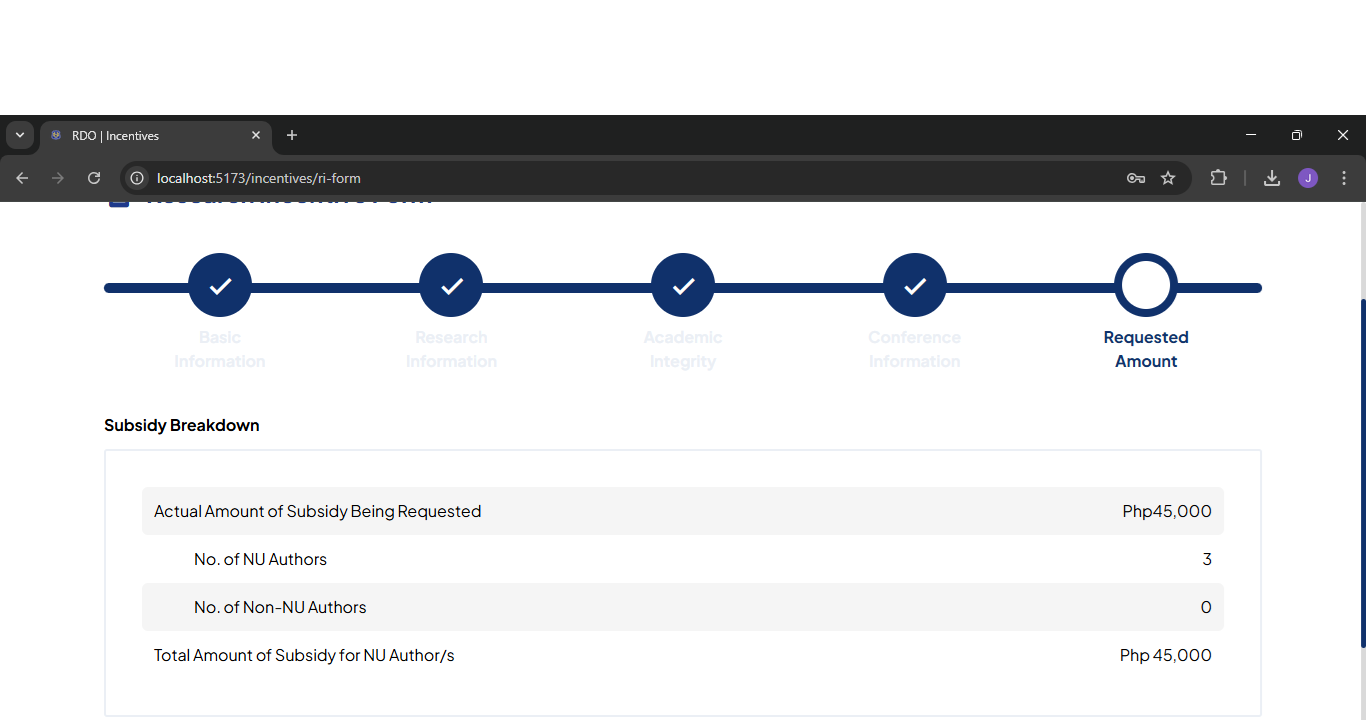 RDO | Incentives
localhost:5173/incentives/ri-form
J
Basic
Information
Research
Information
Academic
Integrity
Conference
Information
Requested
Amount
Subsidy Breakdown
Actual Amount of Subsidy Being Requested Php45,000
No. of NU Authors 3
No. of Non-NU Authors 0
Total Amount of Subsidy for NU Author/s Php 45,000